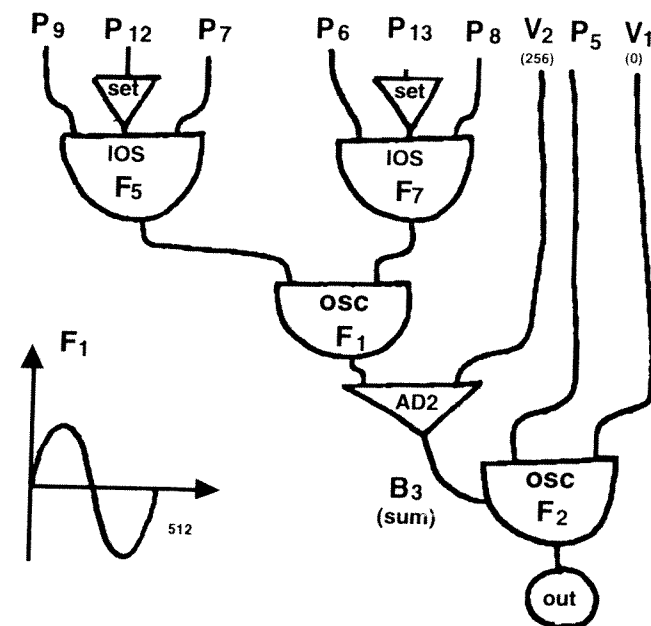 P9 P12 P7 P6 P13 P8 V2 P5 V1
(256) (0)
set set
IOS IOS
F5 F7
OSC
F1
F1
AD2
OSC
B3
F2
(sum)
512
out